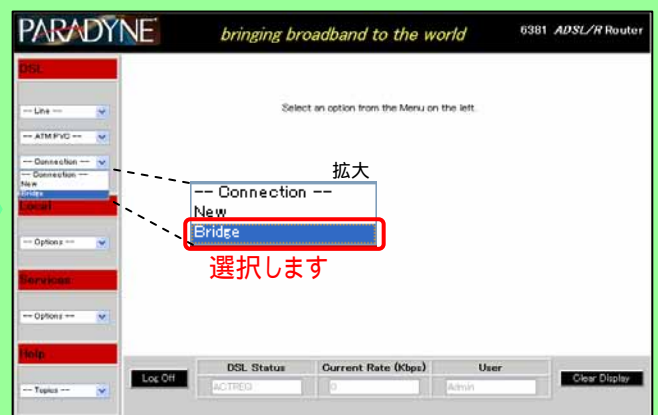 PARADYNE
bringing broadband to the world
6381 ADSL/R Router
DSL
-- Line --
-- ATM PVC --
-- Connection --
-- Connection --
New
Bridge
Local
-- Options --
Services
-- Options --
Help
-- Topics --
Select an option from the Menu on the left.
拡大
-- Connection --
New
Bridge
選択します
Log Off
DSL Status
Current Rate (Kbps)
User
ACTREQ
0
Admin
Clear Display